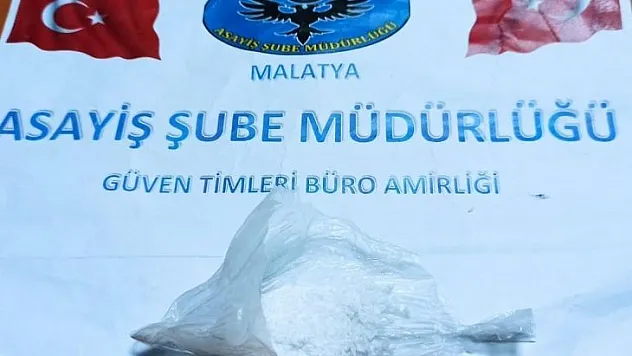 ASAYİŞ ŞUBE MÜDÜRLÜĞÜ
MALATYA
ASAYİŞ ŞUBE MÜDÜRLÜĞÜ
GÜVEN TİMLERİ BÜRO AMİRLİĞİ